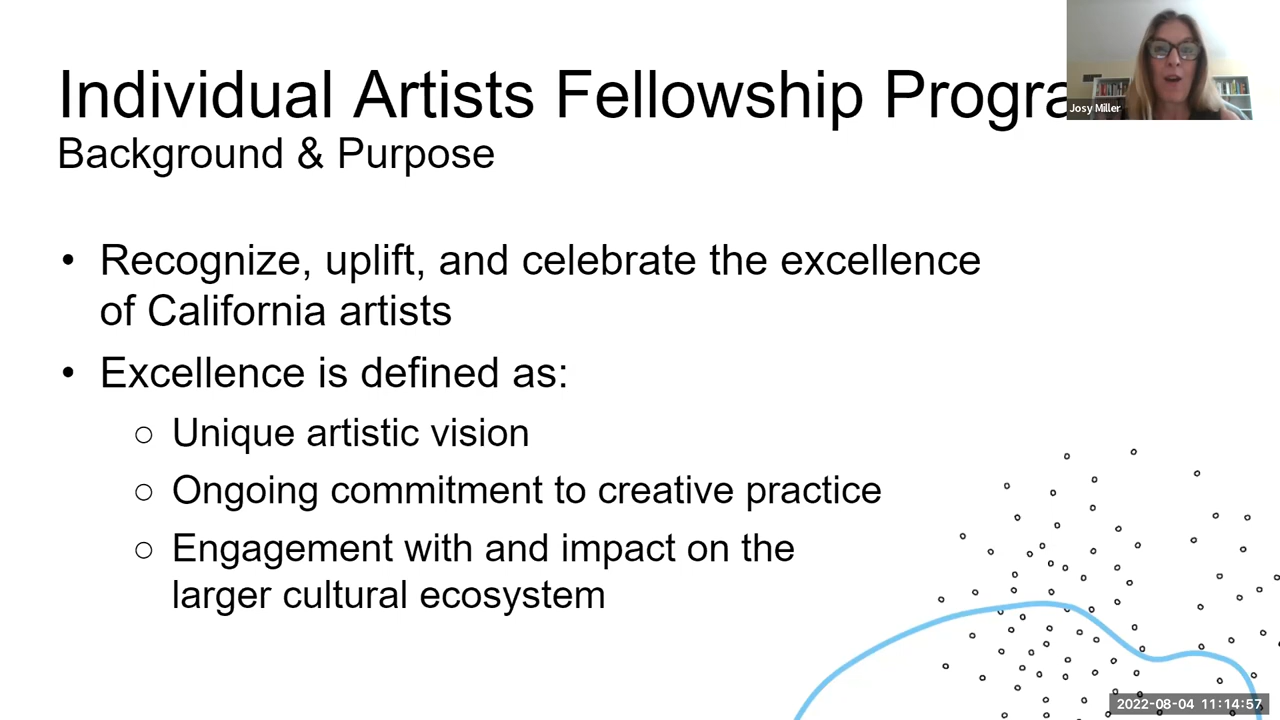 Individual Artists Fellowship Progra
Background & Purpose
• Recognize, uplift, and celebrate the excellence
of California artists
• Excellence is defined as:
○ Unique artistic vision
○ Ongoing commitment to creative practice
○ Engagement with and impact on the
larger cultural ecosystem
Josy Miller
2022-08-04 11:14:57